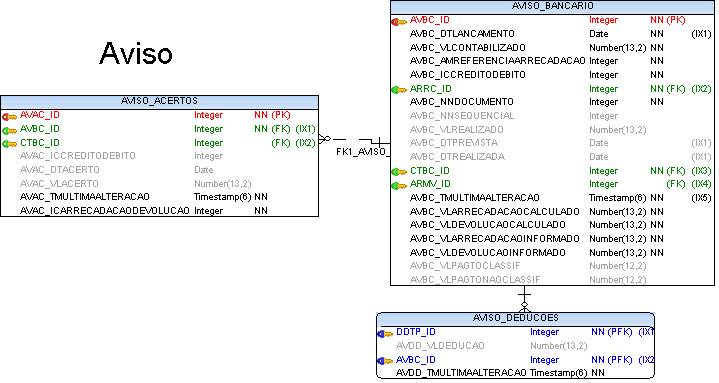 Aviso
AVISO_ACERTOS
AVAC_ID Integer NN (PK)
AVBC_ID Integer NN (FK) (IX1)
CTBC_ID Integer (FK) (IX2)
AVAC_ICCREDITODEBITO Integer
AVAC_DTACERTO Date
AVAC_VLACERTO Number(13,2)
AVAC_TMULTIMAALTERACAO Timestamp(6) NN
AVAC_ICARRECADACAODEVOLUCAO Integer NN
FK1_AVISO_
AVISO_BANCARIO
AVBC_ID Integer NN (PK)
AVBC_DTLANCAMENTO Date NN (IX1)
AVBC_VLCONTABILIZADO Number(13,2) NN
AVBC_AMREFERENCIAARRECADACAO Integer NN
AVBC_ICCREDITODEBITO Integer NN
ARRC_ID Integer NN (FK) (IX2)
AVBC_NNDOCUMENTO Integer NN
AVBC_NNSEQUENCIAL Integer
AVBC_VLREALIZADO Number(13,2)
AVBC_DTPREVISTA Date (IX1)
AVBC_DTREALIZADA Date (IX1)
CTBC_ID Integer NN (FK) (IX3)
ARMV_ID Integer (FK) (IX4)
AVBC_TMULTIMAALTERACAO Timestamp(6) NN (IX5)
AVBC_VLARRECADACAOCALCULADO Number(13,2) NN
AVBC_VLDEVOLUCAOCALCULADO Number(13,2) NN
AVBC_VLARRECADACAOINFORMADO Number(13,2) NN
AVBC_VLDEVOLUCAOINFORMADO Number(13,2) NN
AVBC_VLPAGTOCLASSIF Number(12,2)
AVBC_VLPAGTONAOCLASSIF Number(12,2)
AVISO_DEDUCOES
DDTP_ID Integer NN (PFK) (IX1
AVDD_VLDEDUCAO Number(13,2)
AVBC_ID Integer NN (PFK) (IX2
AVDD_TMULTIMAALTERACAO Timestamp(6) NN